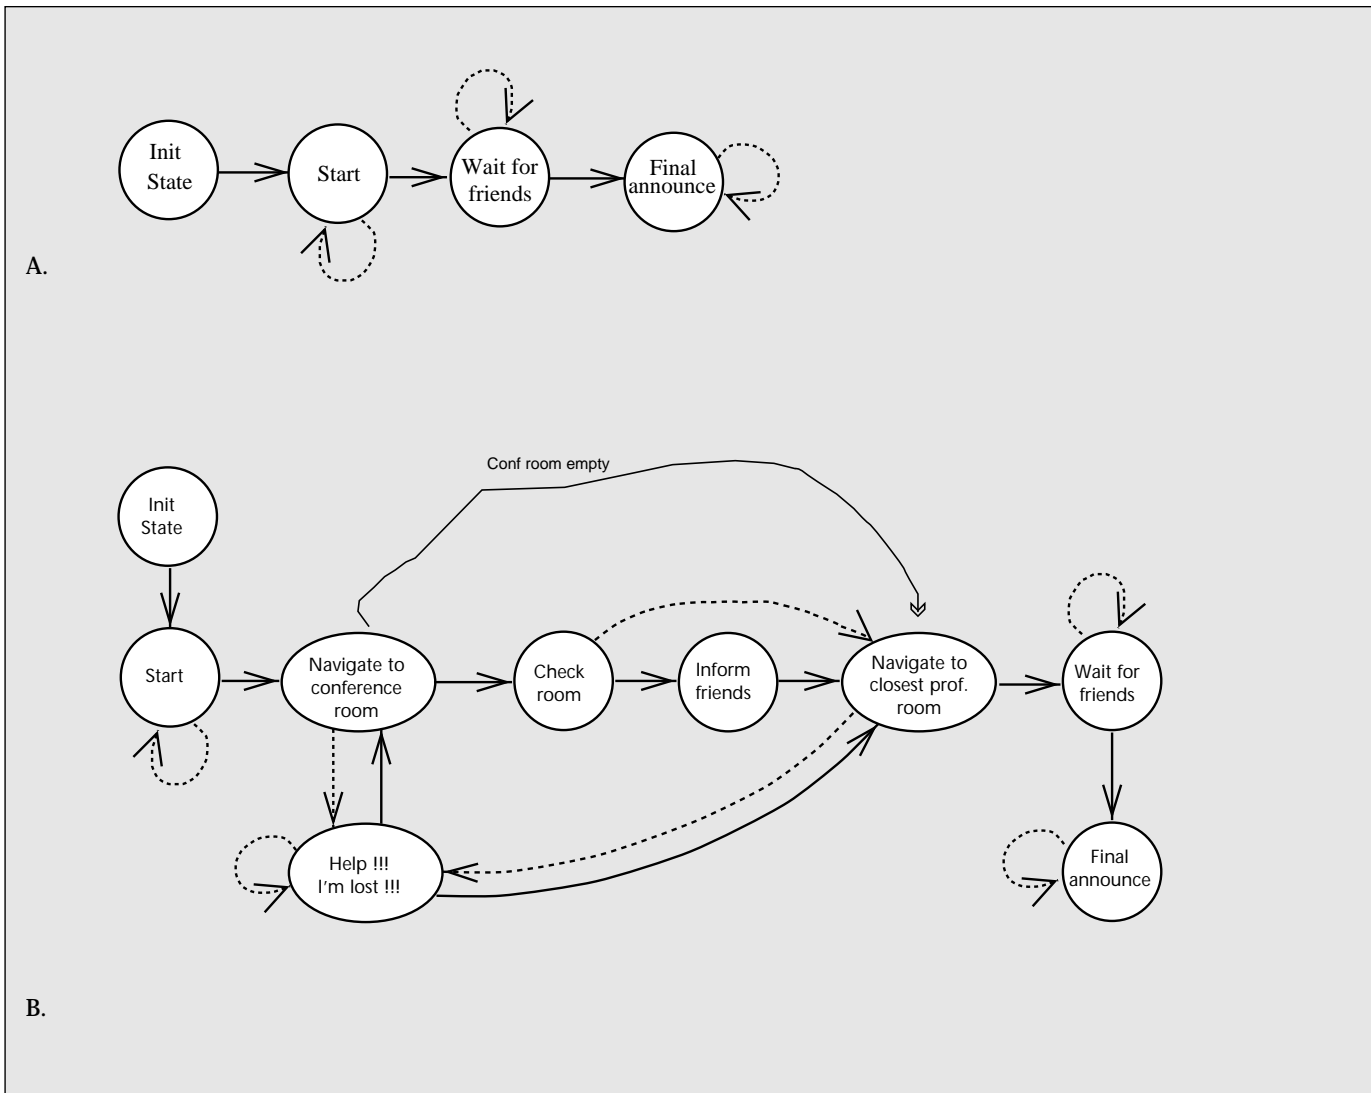 Init
State
Start
Wait for
friends
Final
announce
A.
Conf room empty
Init
State
Start
Navigate to
conference
room
Check
room
Inform
friends
Navigate to
closest prof.
room
Wait for
friends
Help !!!
I'm lost !!!
Final
announce
B.